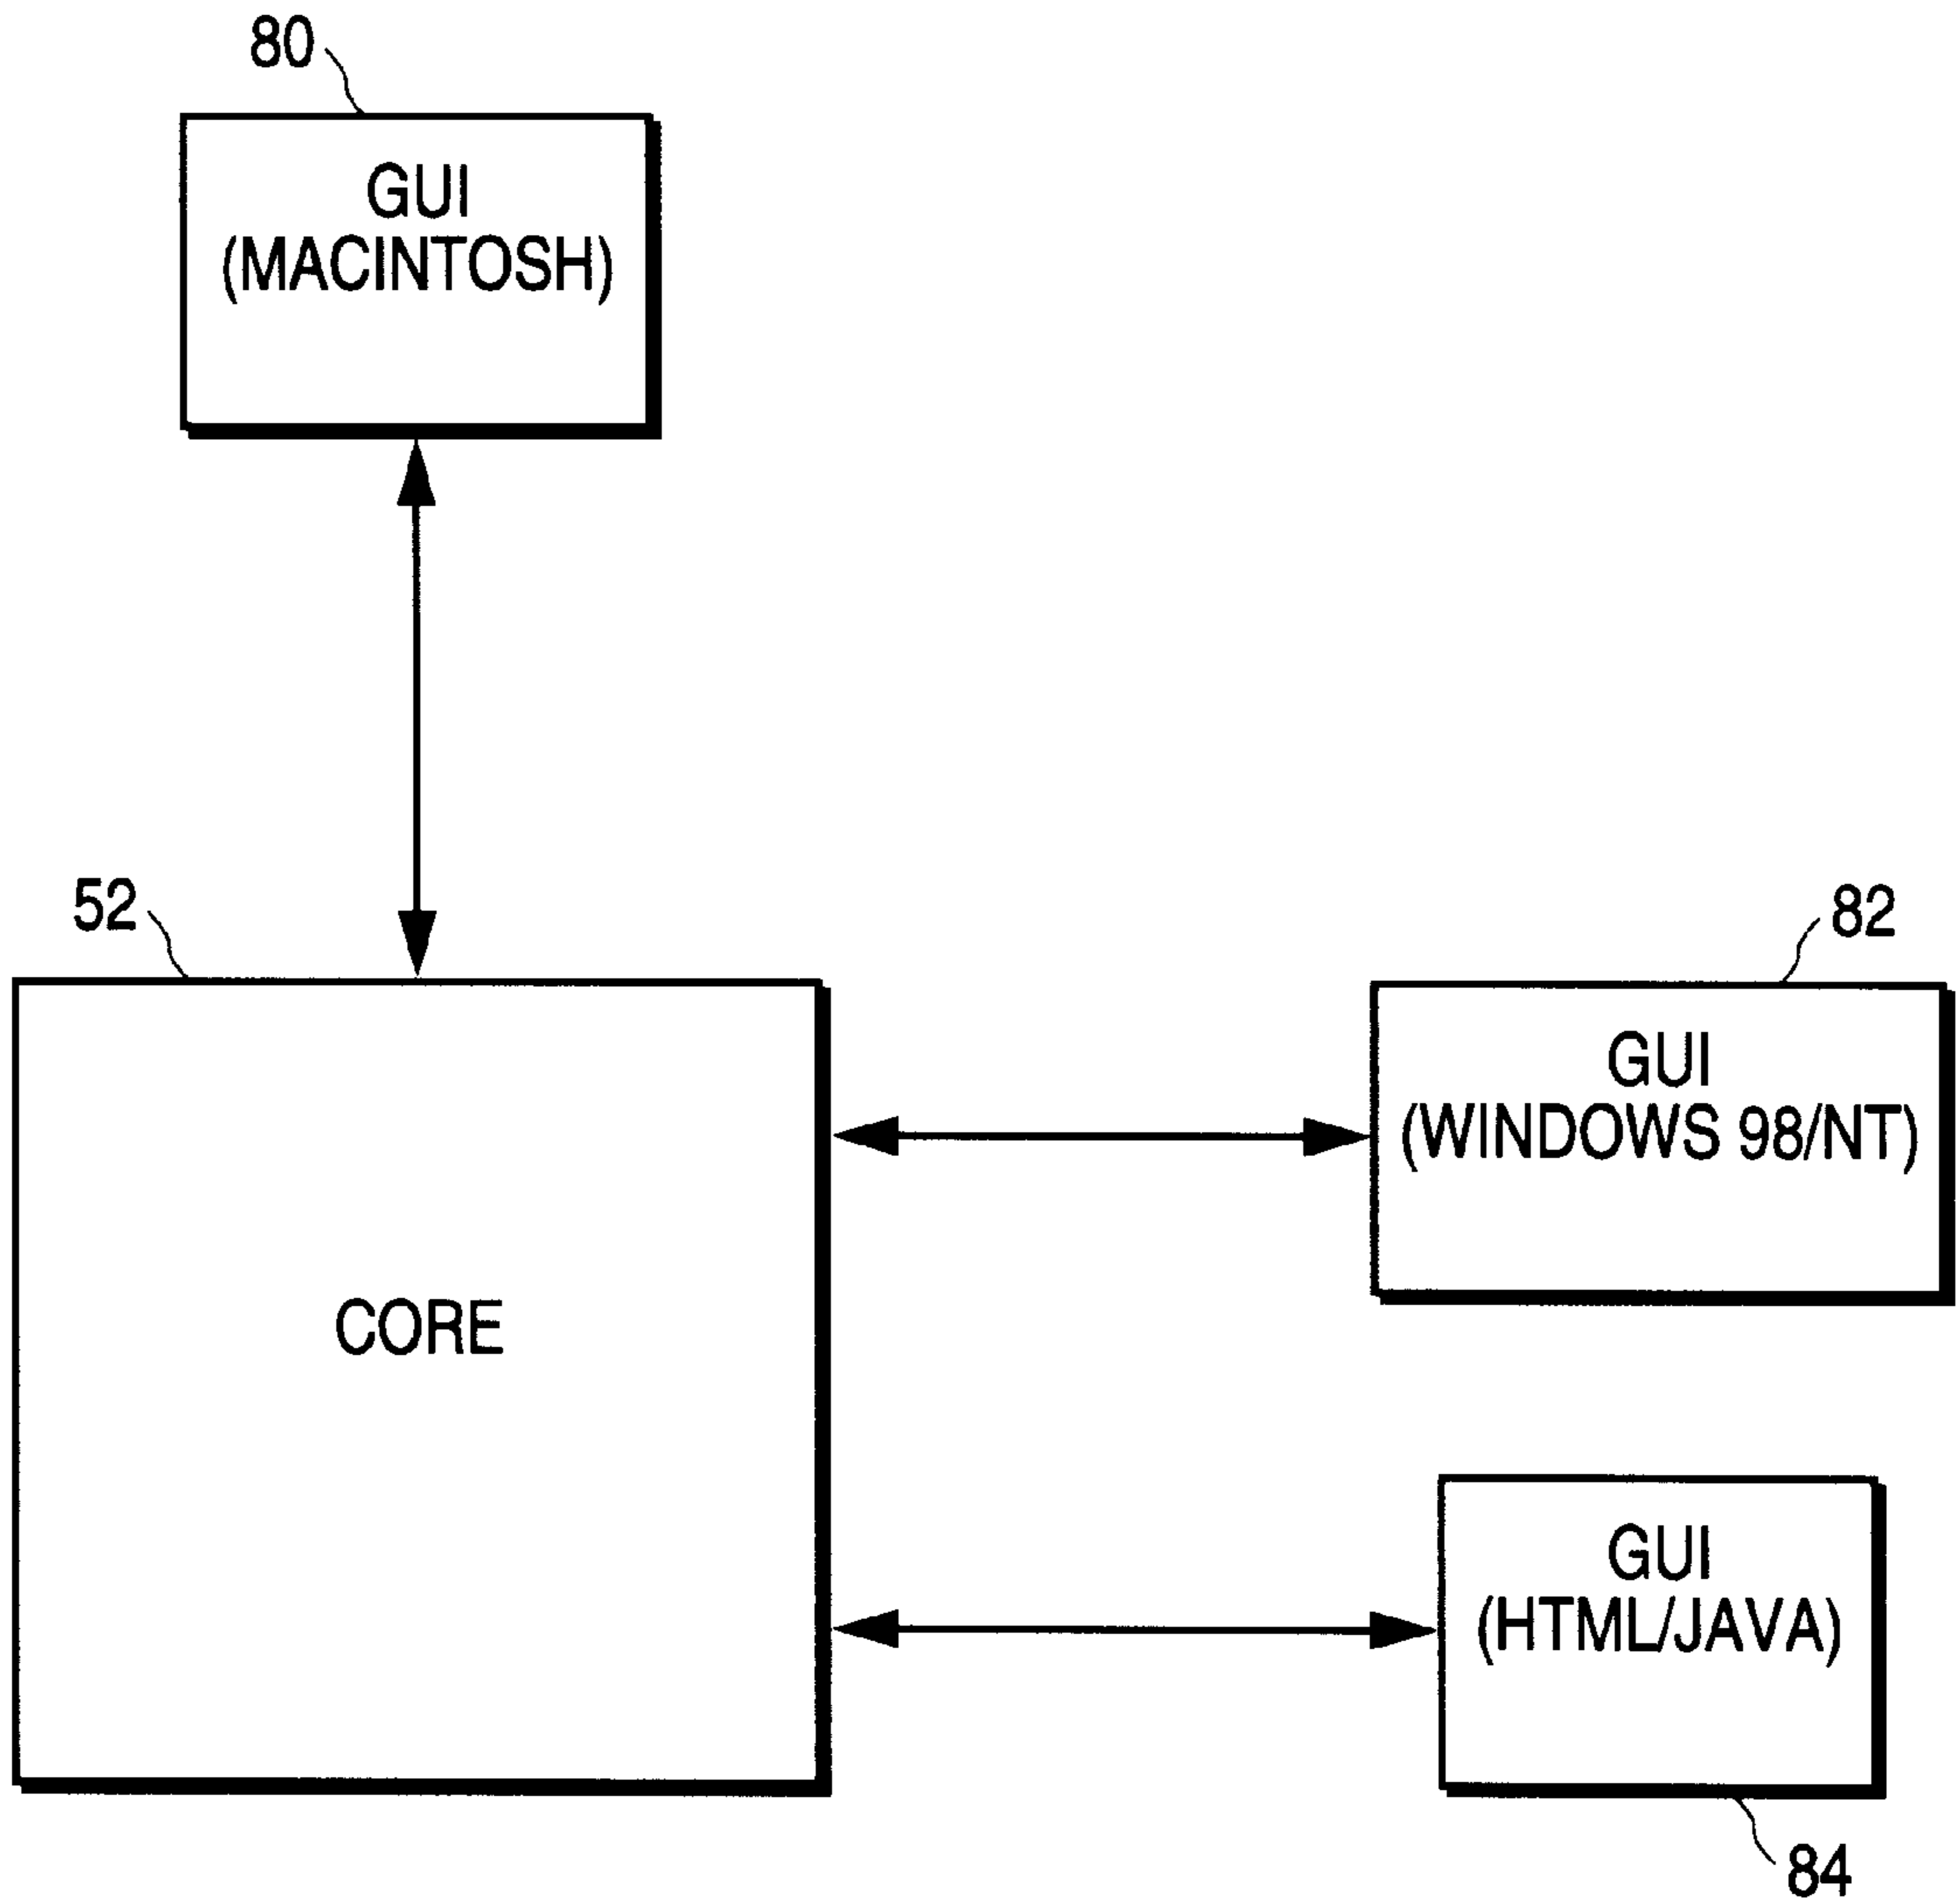 80
GUI
(MACINTOSH)
52
82
GUI
(WINDOWS 98/NT)
CORE
GUI
(HTML/JAVA)
84